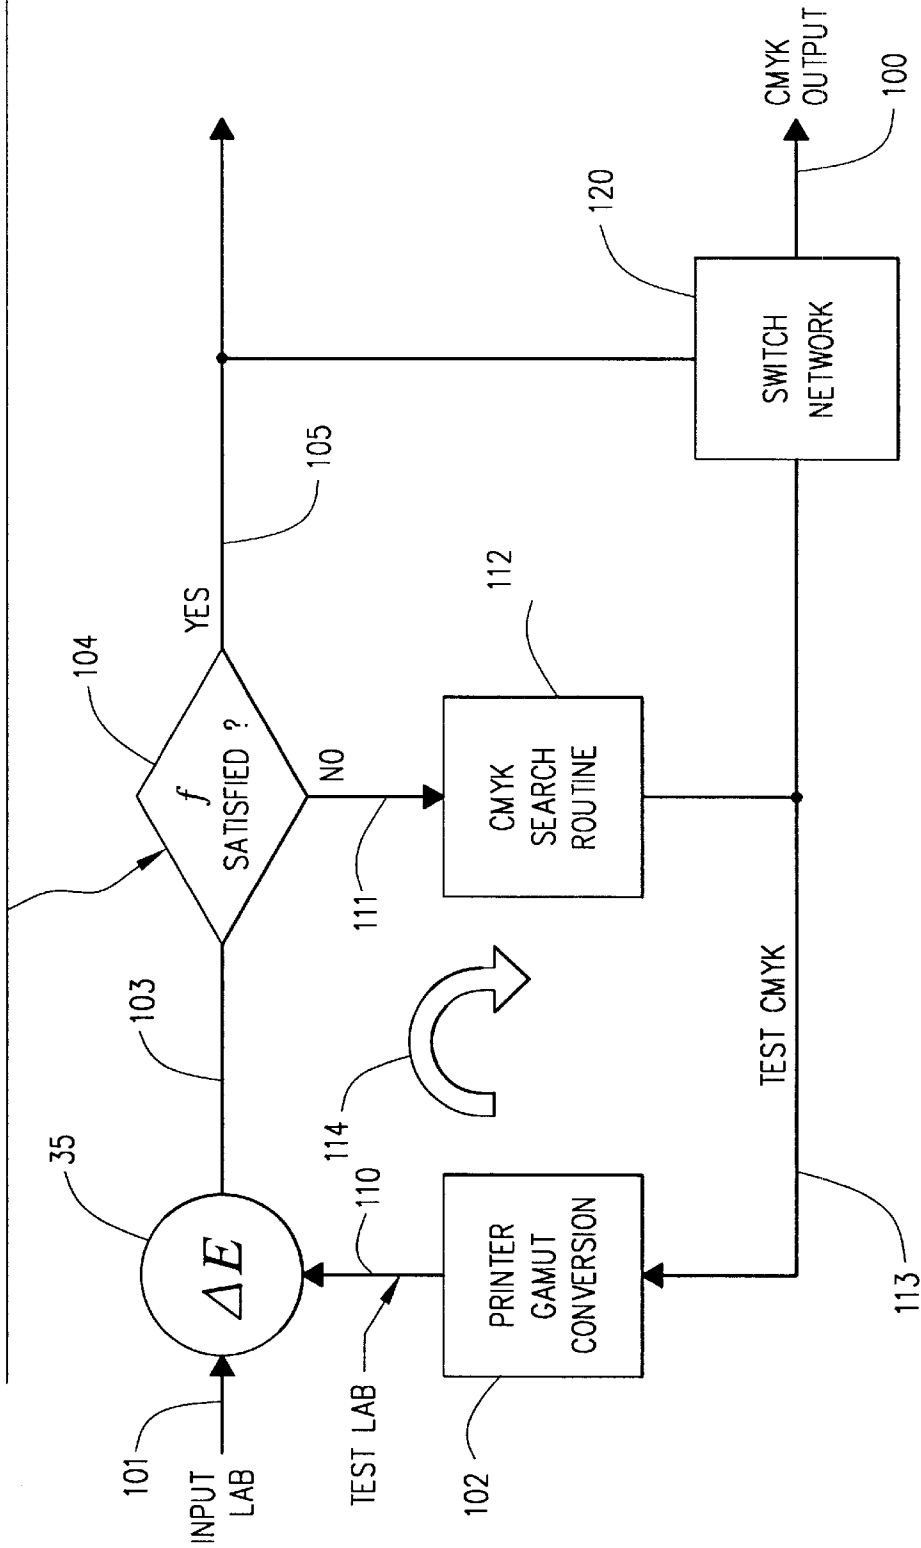 INPUT
LAB
101
ΔE
35
103
f
SATISFIED ?
104
YES
105
NO
111
TEST LAB
110
114
PRINTER
GAMUT
CONVERSION
102
CMYK
SEARCH
ROUTINE
112
TEST CMYK
113
SWITCH
NETWORK
120
CMYK
OUTPUT
100